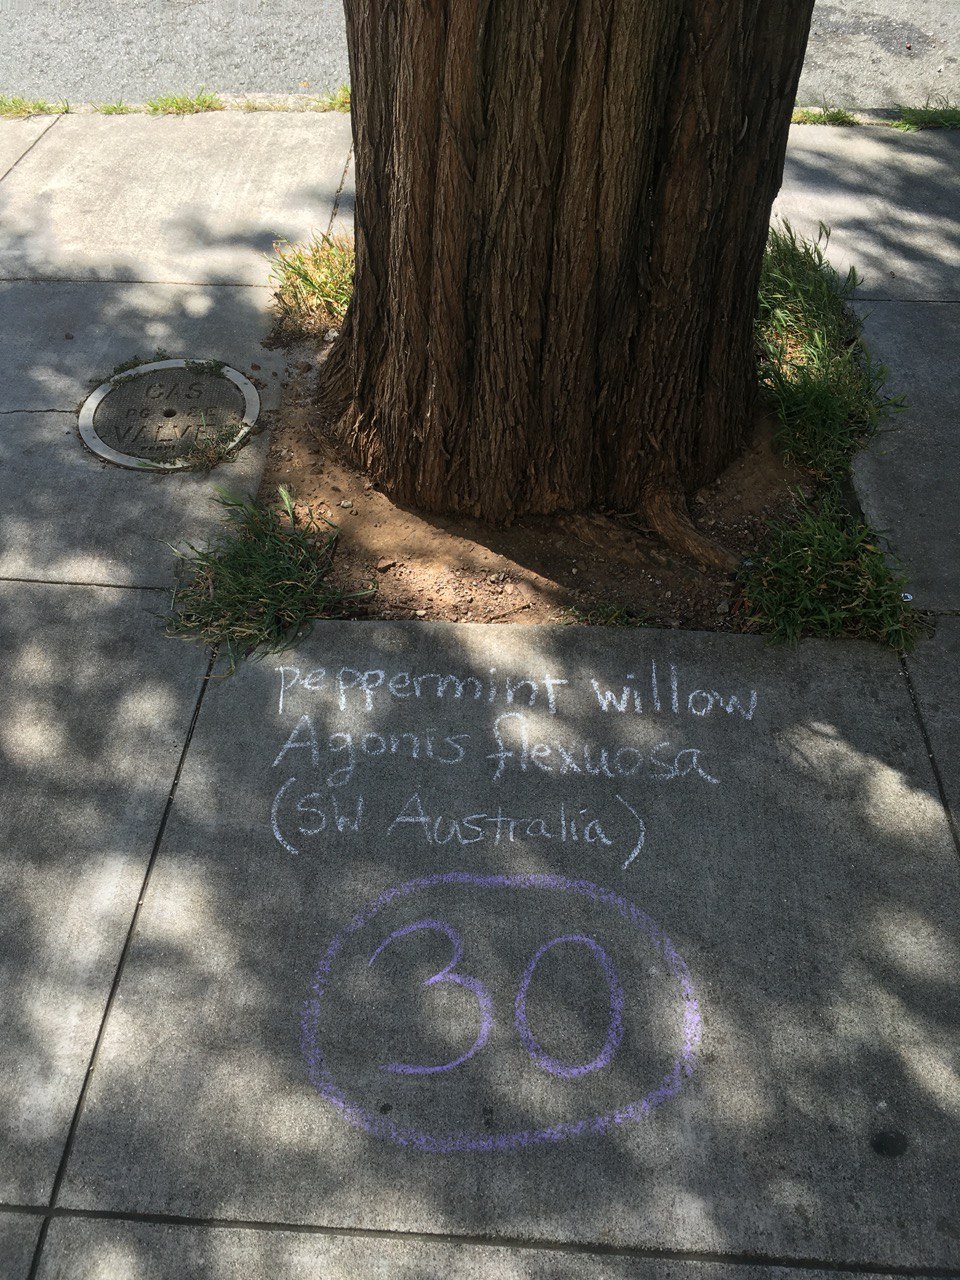 GAS
VALVE
peppermint willow
Agonis flexuosa
(SW Australia)
30